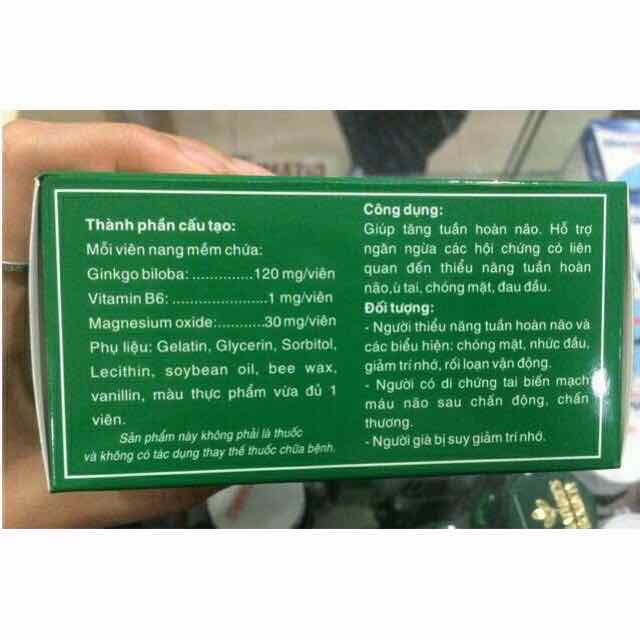 Thành phần cấu tạo:
Mỗi viên nang mềm chứa:
Ginkgo biloba:..............120 mg/viên
Vitamin B6:......................1 mg/viên
Magnesium oxide:...........30 mg/viên
Phụ liệu: Gelatin, Glycerin, Sorbitol,
Lecithin, soybean oil, bee wax,
vanillin, màu thực phẩm vừa đủ 1
viên.
Sản phẩm này không phải là thuốc
và không có tác dụng thay thế thuốc chữa bệnh.
Công dụng:
Giúp tăng tuần hoàn não. Hỗ trợ
ngăn ngừa các hội chứng có liên
quan đến thiểu năng tuần hoàn
não,ù tai, chóng mặt, đau đầu.
Đối tượng:
- Người thiểu năng tuần hoàn não và
các biểu hiện: chóng mặt, nhức đầu,
giảm trí nhớ, rối loạn vận động.
- Người có di chứng tai biến mạch
máu não sau chấn động, chấn
thương.
- Người già bị suy giảm trí nhớ.